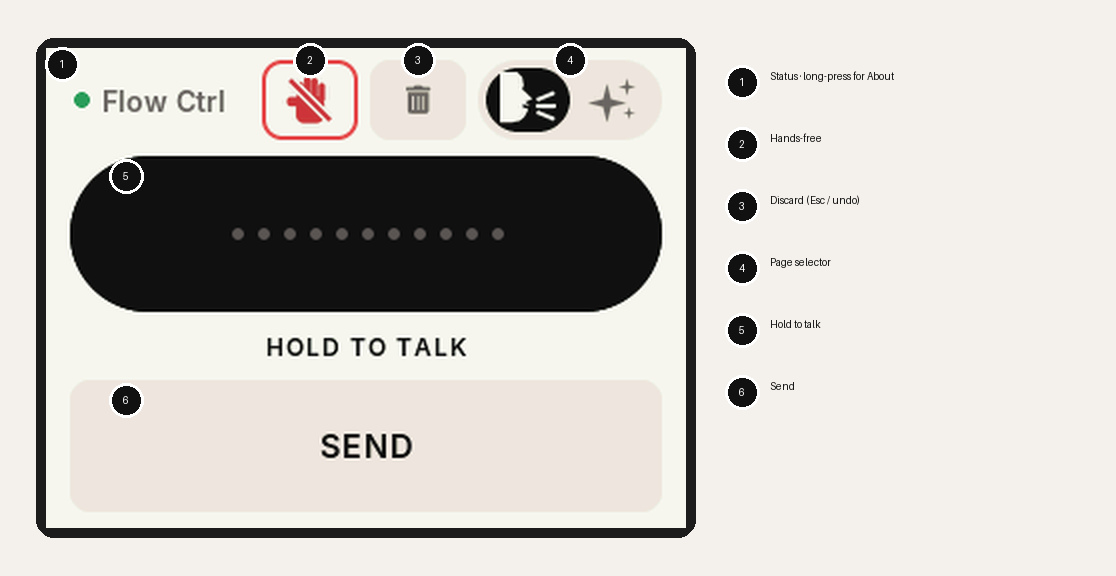 1
2
3
4
Flow Ctrl
5
HOLD TO TALK
6
SEND
1 Status · long-press for About
2 Hands-free
3 Discard (Esc / undo)
4 Page selector
5 Hold to talk
6 Send